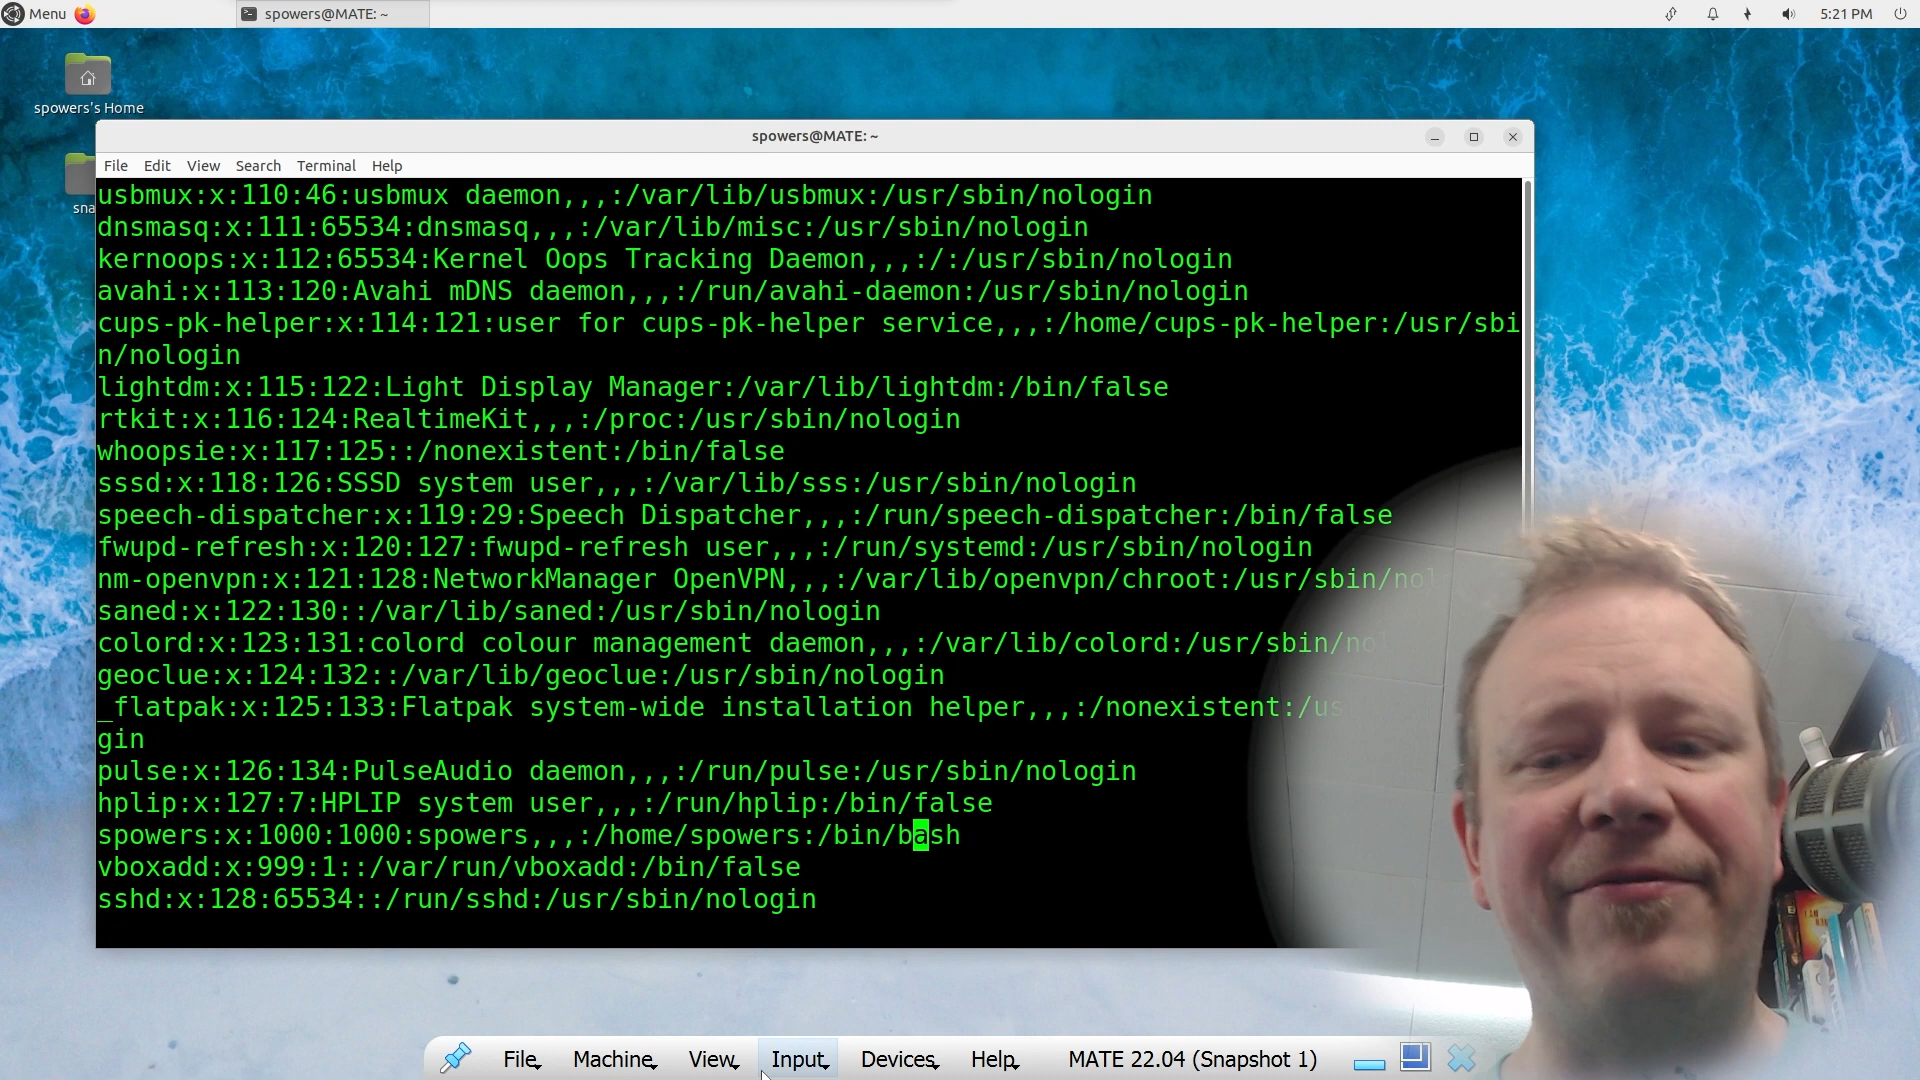 Menu
spowers@MATE: ~
5:21 PM
spowers's Home
sna
spowers@MATE: ~
File Edit View Search Terminal Help
usbmux:x:110:46:usbmux daemon,,,:/var/lib/usbmux:/usr/sbin/nologin
dnsmasq:x:111:65534:dnsmasq,,,:/var/lib/misc:/usr/sbin/nologin
kernoops:x:112:65534:Kernel Oops Tracking Daemon,,,:/:/usr/sbin/nologin
avahi:x:113:120:Avahi mDNS daemon,,,:/run/avahi-daemon:/usr/sbin/nologin
cups-pk-helper:x:114:121:user for cups-pk-helper service,,,:/home/cups-pk-helper:/usr/sbi
n/nologin
lightdm:x:115:122:Light Display Manager:/var/lib/lightdm:/bin/false
rtkit:x:116:124:RealtimeKit,,,:/proc:/usr/sbin/nologin
whoopsie:x:117:125::/nonexistent:/bin/false
sssd:x:118:126:SSSD system user,,,:/var/lib/sss:/usr/sbin/nologin
speech-dispatcher:x:119:29:Speech Dispatcher,,,:/run/speech-dispatcher:/bin/false
fwupd-refresh:x:120:127:fwupd-refresh user,,,:/run/systemd:/usr/sbin/nologin
nm-openvpn:x:121:128:NetworkManager OpenVPN,,,:/var/lib/openvpn/chroot:/usr/sbin/nol
saned:x:122:130::/var/lib/saned:/usr/sbin/nologin
colord:x:123:131:colord colour management daemon,,,:/var/lib/colord:/usr/sbin/no
geoclue:x:124:132::/var/lib/geoclue:/usr/sbin/nologin
_flatpak:x:125:133:Flatpak system-wide installation helper,,,:/nonexistent:/us
gin
pulse:x:126:134:PulseAudio daemon,,,:/run/pulse:/usr/sbin/nologin
hplip:x:127:7:HPLIP system user,,,:/run/hplip:/bin/false
spowers:x:1000:1000:spowers,,,:/home/spowers:/bin/bash
vboxadd:x:999:1::/var/run/vboxadd:/bin/false
sshd:x:128:65534::/run/sshd:/usr/sbin/nologin
File Machine View Input Devices Help MATE 22.04 (Snapshot 1)